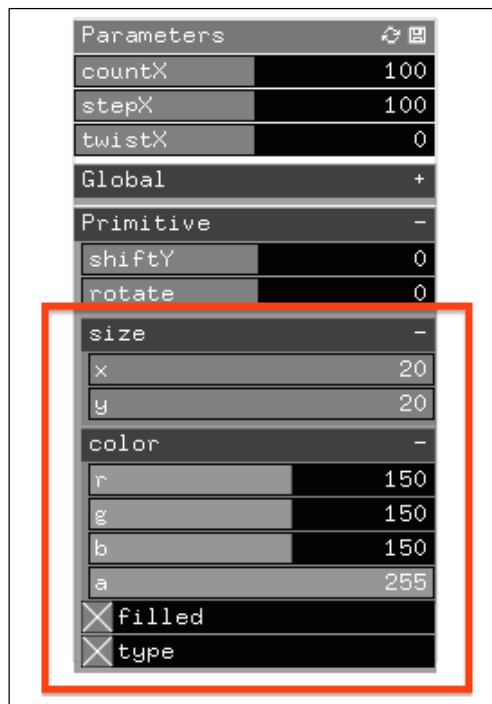 Parameters
countX 100
stepX 100
twistX 0
Global +
Primitive -
shiftY 0
rotate 0
size -
x 20
y 20
color -
r 150
g 150
b 150
a 255
filled
type